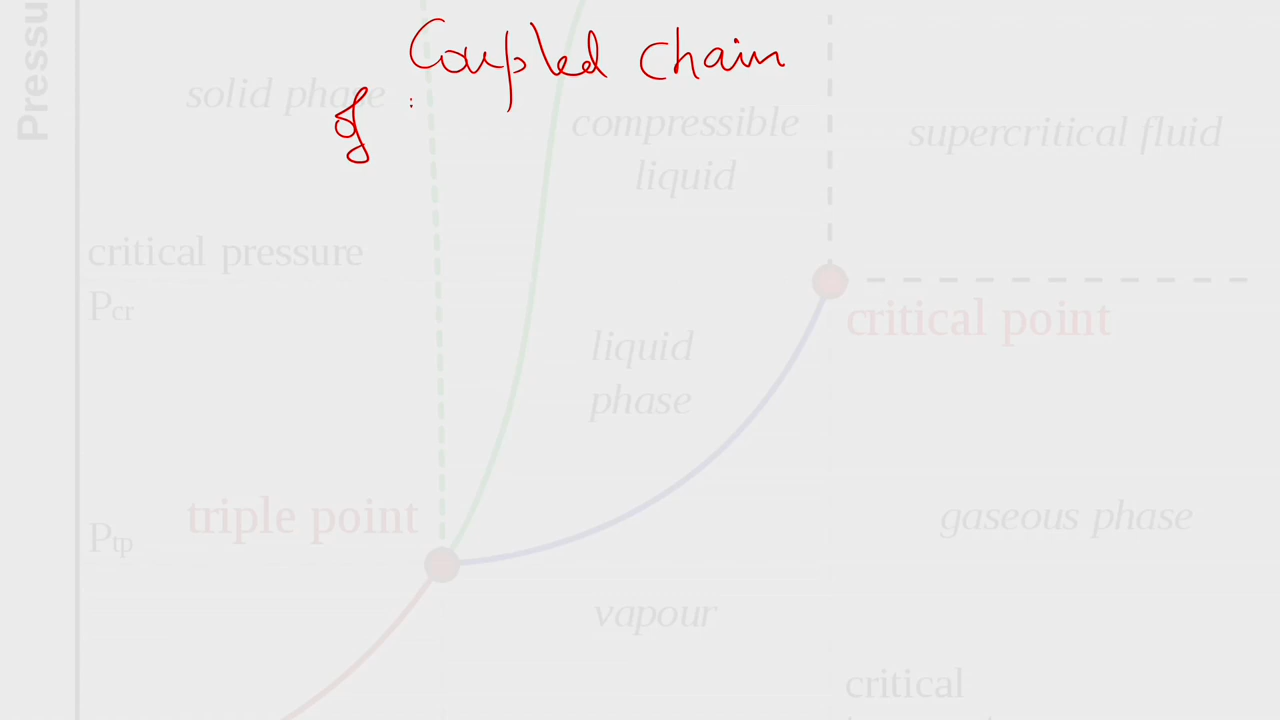 Coupled chain
of
Pressu
solid phase
compressible
liquid
supercritical fluid
critical pressure
Pcr
critical point
liquid
phase
triple point
Ptp
gaseous phase
vapour
critical